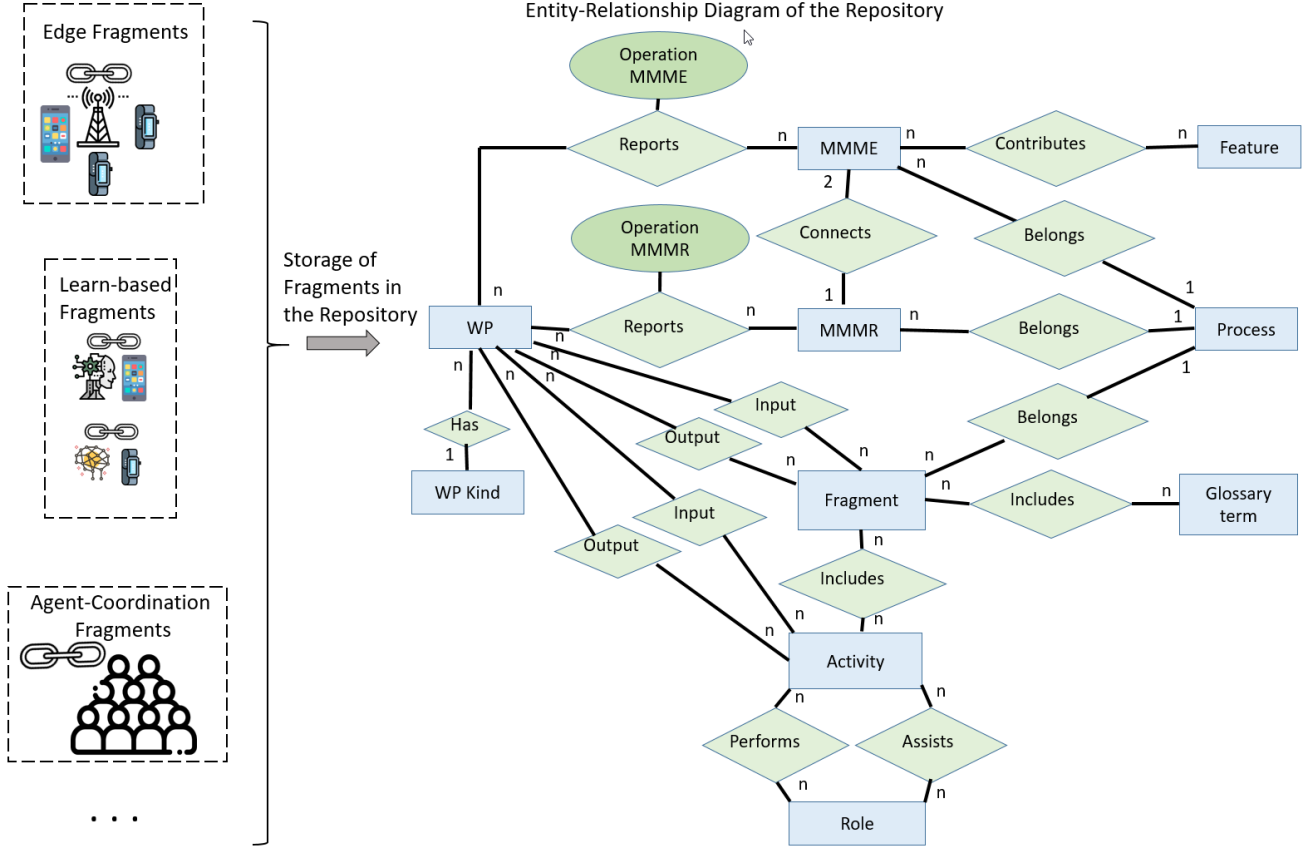 Entity-Relationship Diagram of the Repository
Edge Fragments
Learn-based
Fragments
Agent-Coordination
Fragments
. . .
Storage of
Fragments in
the Repository
Operation
MMME
Reports
n
MMME
n
Contributes
n
Feature
n
2
Operation
MMMR
Connects
Belongs
1
1
n
WP
Reports
n
MMMR
n
Belongs
1
Process
1
n
n
n
n
n
n
Has
1
WP Kind
Input
Output
n
n
Belongs
n
Fragment
n
Includes
n
Glossary
term
Input
Output
n
Includes
n
n
n
Activity
n
n
Performs
Assists
n
n
Role